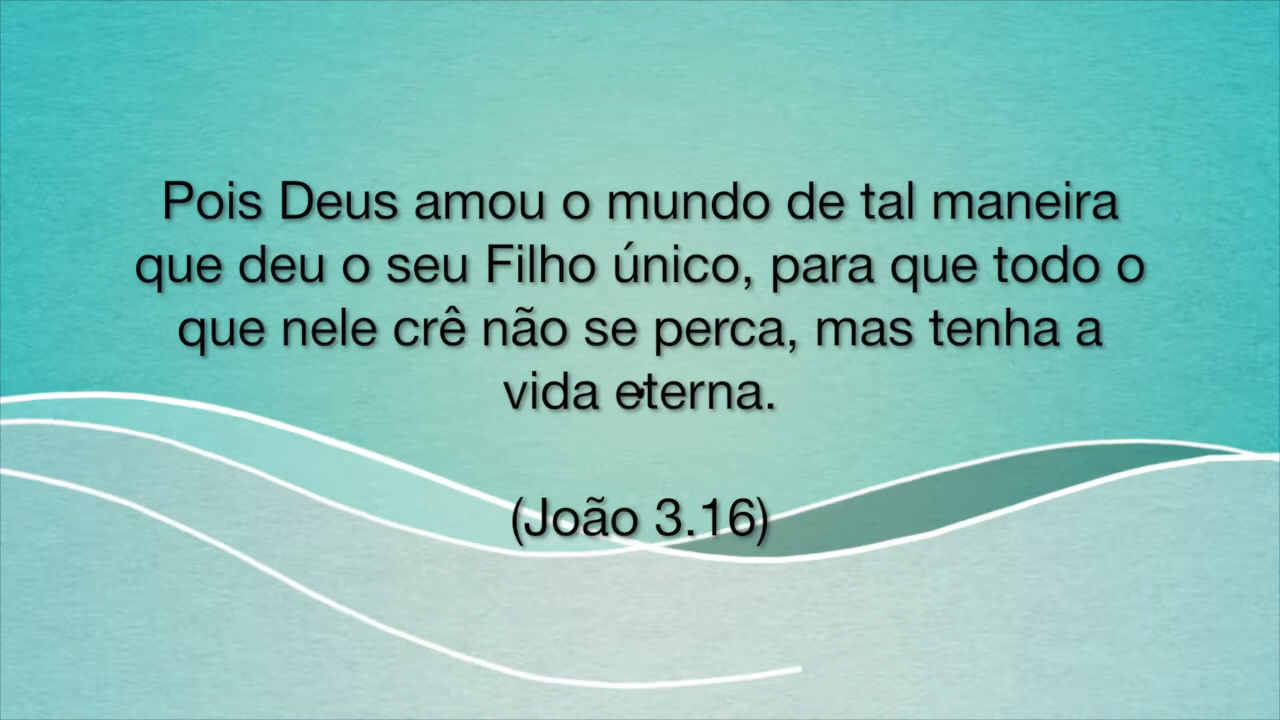 Pois Deus amou o mundo de tal maneira
que deu o seu Filho único, para que todo o
que nele crê não se perca, mas tenha a
vida eterna.
(João 3.16)